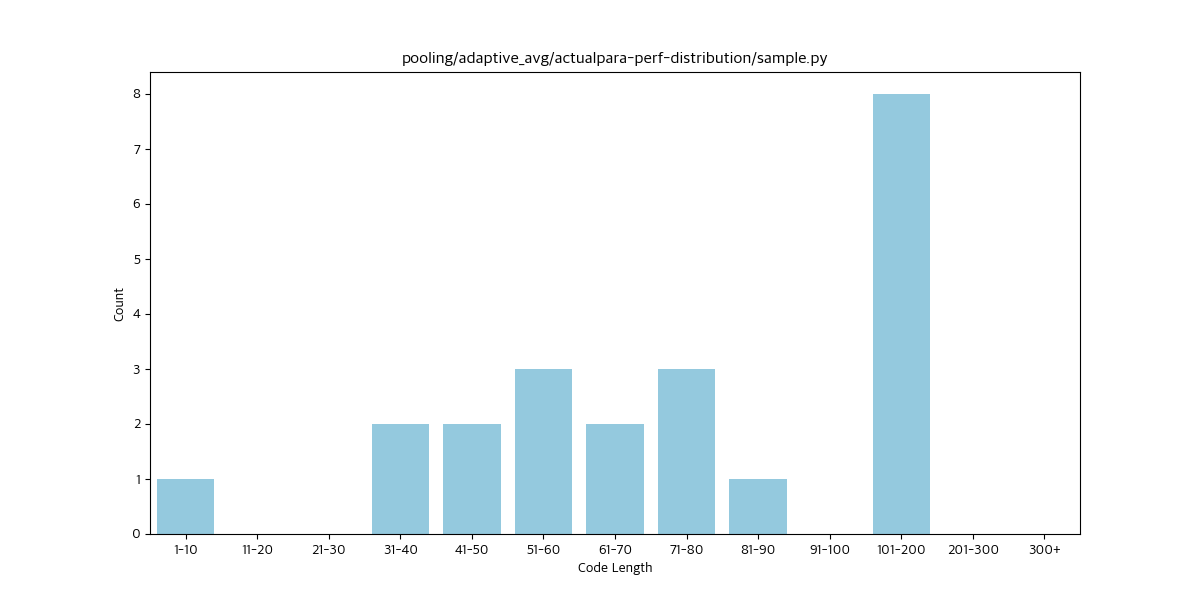 pooling/adaptive_avg/actualpara-perf-distribution/sample.py
8
7
6
5
4
3
2
1
0
Count
1-10 11-20 21-30 31-40 41-50 51-60 61-70 71-80 81-90 91-100 101-200 201-300 300+
Code Length